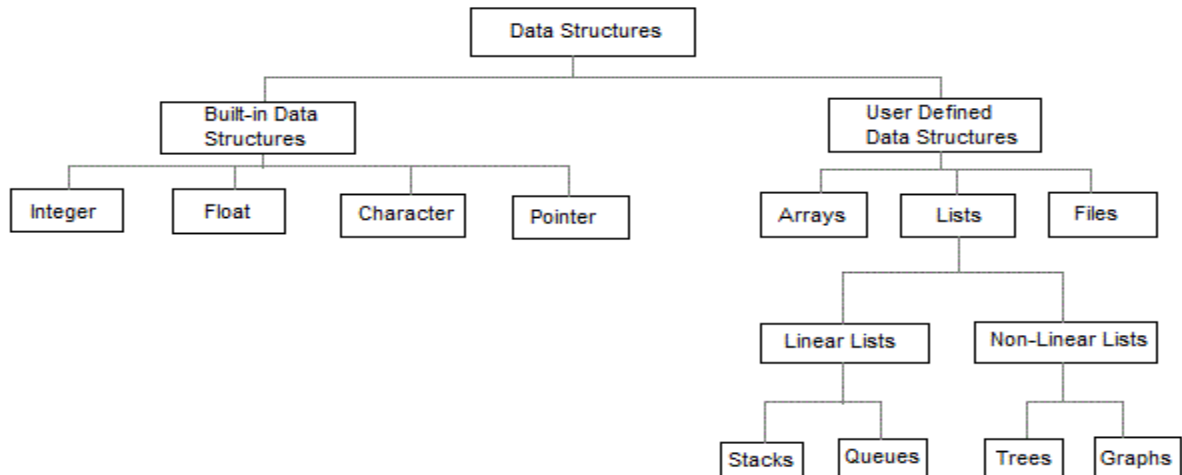 Data Structures
Built-in Data
Structures
User Defined
Data Structures
Integer
Float
Character
Pointer
Arrays
Lists
Files
Linear Lists
Non-Linear Lists
Stacks
Queues
Trees
Graphs